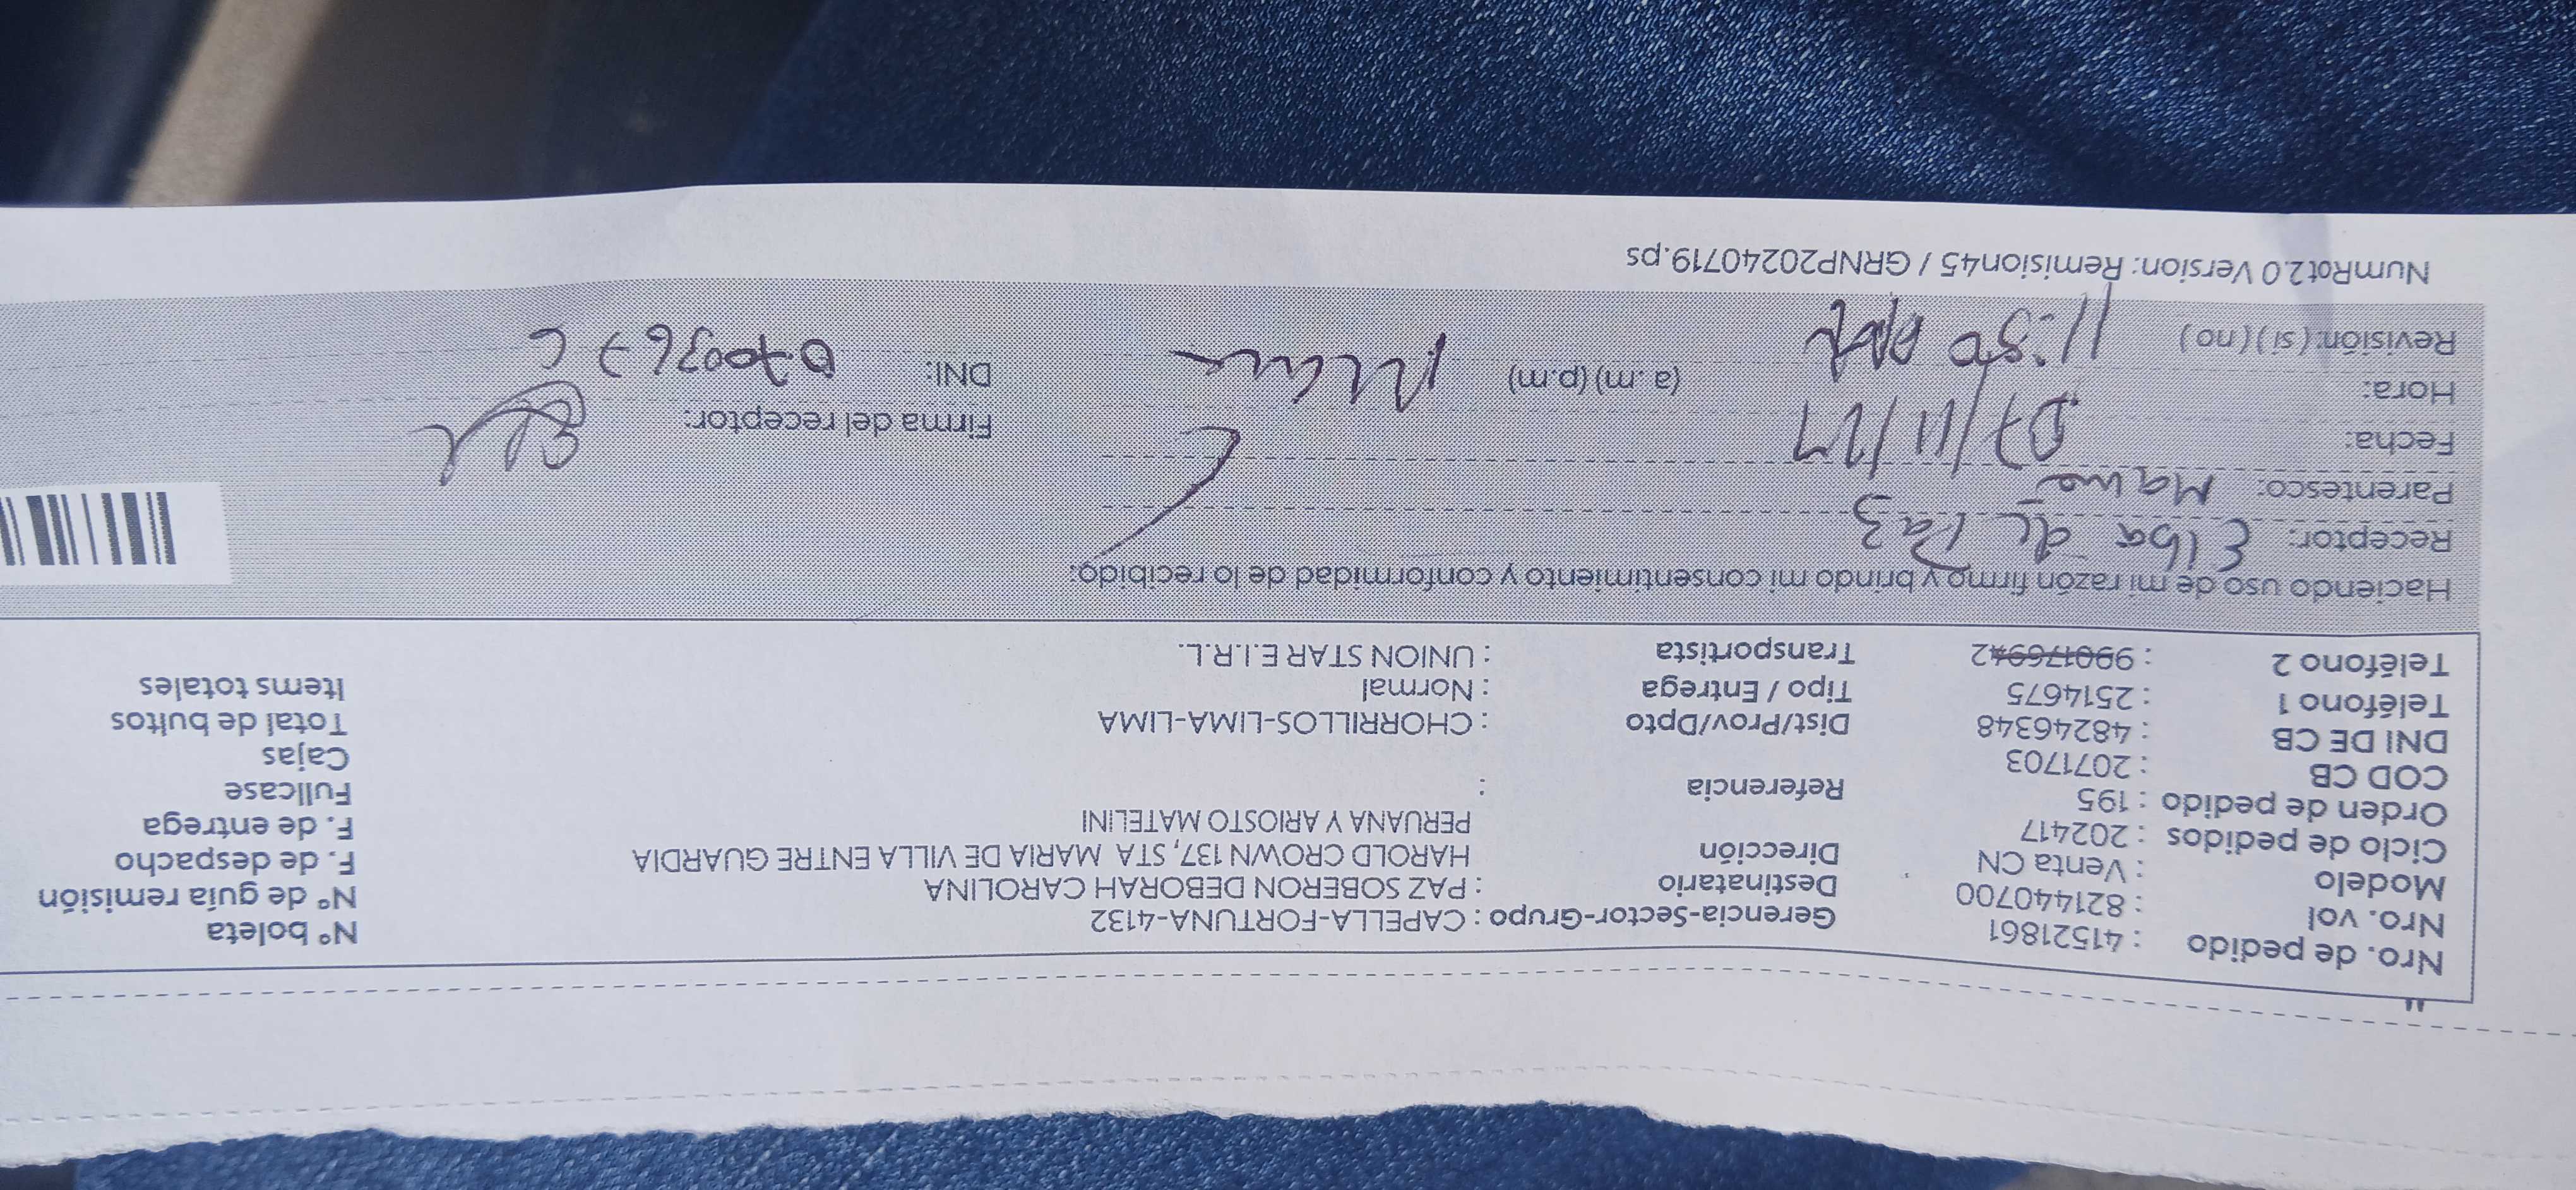 Nro. de pedido : 41521861 Gerencia-Sector-Grupo : CAPELLA-FORTUNA-4132 N° boleta
Nro. vol : 821440700 Destinatario : PAZ SOBERON DEBORAH CAROLINA N° de guía remisión
Modelo : Venta CN Dirección HAROLD CROWN 137, STA MARIA DE VILLA ENTRE GUARDIA F. de despacho
Ciclo de pedidos : 202417 PERUANA Y ARIOSTO MATELINI F. de entrega
Orden de pedido : 195 Referencia : Fullcase
COD CB : 2071703 Cajas
DNI DE CB : 48246348 Dist/Prov/Dpto : CHORRILLOS-LIMA-LIMA Total de bultos
Teléfono 1 : 2514675 Tipo / Entrega : Normal Items totales
Teléfono 2 : 990176942 Transportista : UNION STAR E.I.R.L.
Haciendo uso de mi razón firmo y brindo mi consentimiento y conformidad de lo recibido:
Receptor: Elba de Paz
Parentesco: Mama
Fecha: 07/11/24 Firma del receptor:
Hora: 11:50 (a. m) (p.m) DNI:
Revisión: (si) (no)
NumRot2.0 Version: Remision45 / GRNP20240719.ps